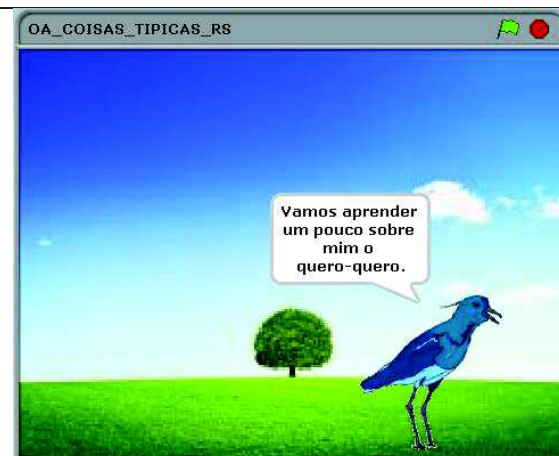 OA_COISAS_TIPICAS_RS
Vamos aprender
um pouco sobre
mim o
quero-quero.